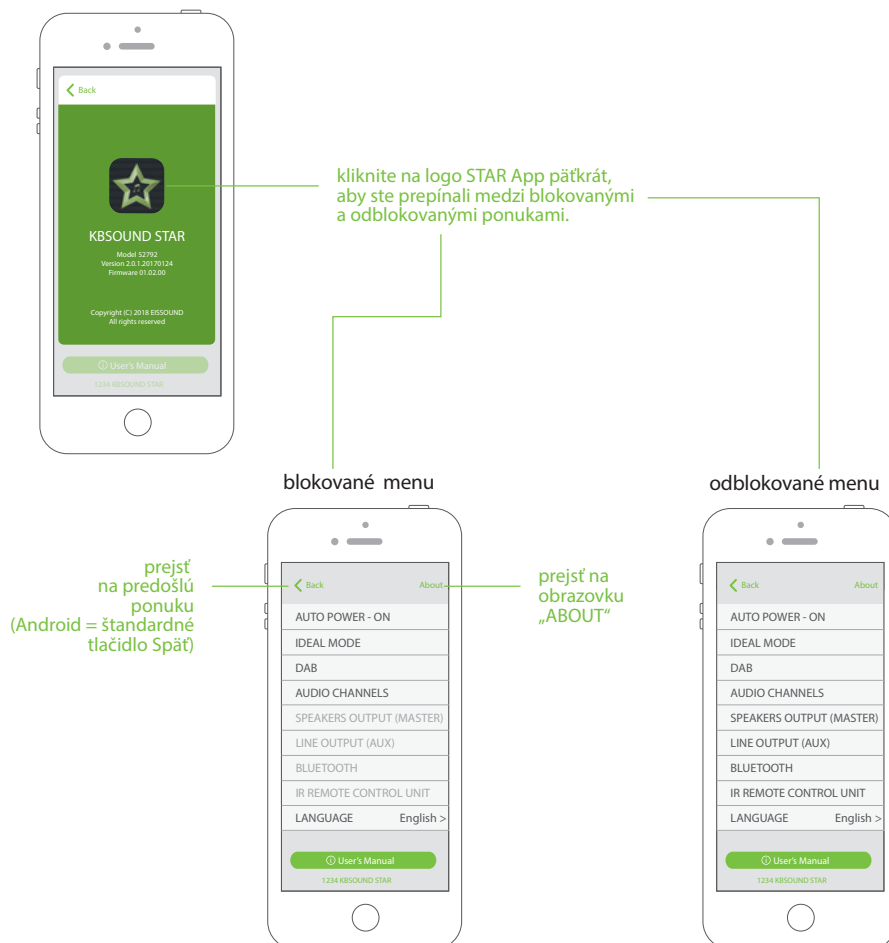 Back
KBSOUND STAR
Model 52792
Version 2.0.1.20170124
Firmware 01.02.00
Copyright (C) 2018 EISSOUND
All rights reserved
User's Manual
1234 KBSOUND STAR
kliknite na logo STAR App päťkrát,
aby ste prepínali medzi blokovanými
a odblokovanými ponukami.
blokované menu
prejsť
na predošlú
ponuku
(Android = štandardné
tlačidlo Späť)
Back About
AUTO POWER - ON
IDEAL MODE
DAB
AUDIO CHANNELS
SPEAKERS OUTPUT (MASTER)
LINE OUTPUT (AUX)
BLUETOOTH
IR REMOTE CONTROL UNIT
LANGUAGE English >
User's Manual
1234 KBSOUND STAR
prejsť na
obrazovku
„ABOUT“
odblokované menu
Back About
AUTO POWER - ON
IDEAL MODE
DAB
AUDIO CHANNELS
SPEAKERS OUTPUT (MASTER)
LINE OUTPUT (AUX)
BLUETOOTH
IR REMOTE CONTROL UNIT
LANGUAGE English >
User's Manual
1234 KBSOUND STAR